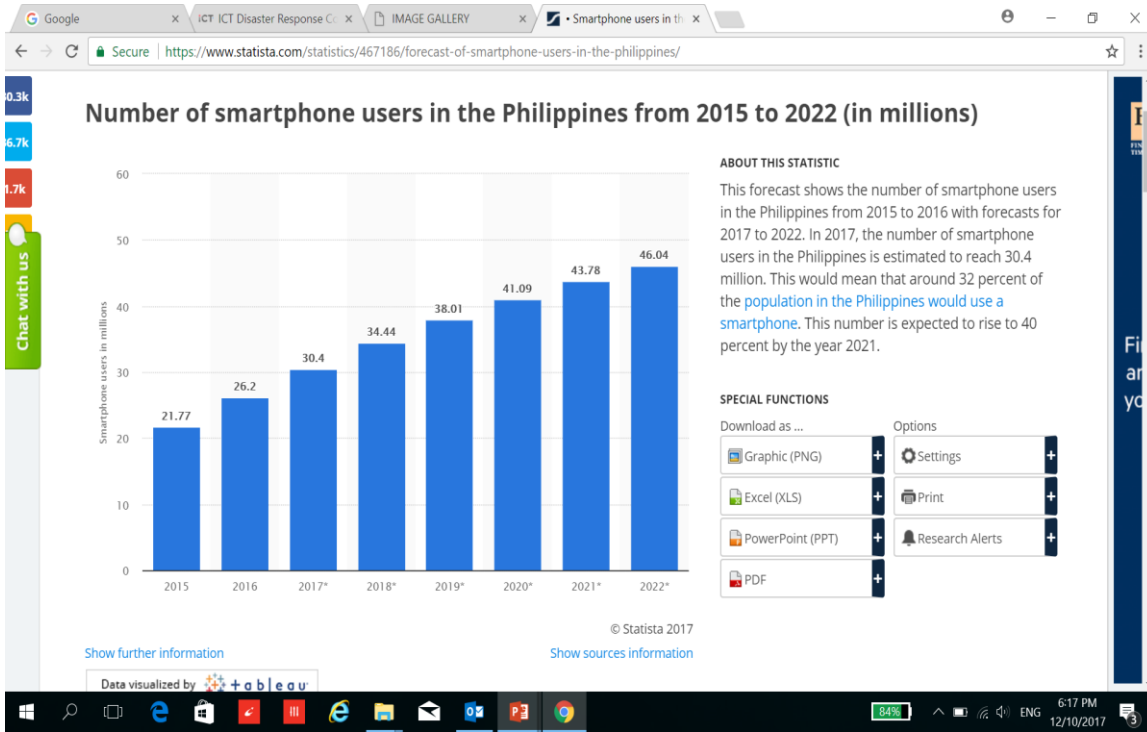 Google
ICT ICT Disaster Response
IMAGE GALLERY
• Smartphone users in th
Secure
https://www.statista.com/statistics/467186/forecast-of-smartphone-users-in-the-philippines/
Chat with us
Number of smartphone users in the Philippines from 2015 to 2022 (in millions)
Smartphone users in millions
60
50
40
30
20
10
0
21.77
26.2
30.4
34.44
38.01
41.09
43.78
46.04
2015
2016
2017*
2018*
2019*
2020*
2021*
2022*
© Statista 2017
Show further information
Show sources information
Data visualized by +ableau
ABOUT THIS STATISTIC
This forecast shows the number of smartphone users
in the Philippines from 2015 to 2016 with forecasts for
2017 to 2022. In 2017, the number of smartphone
users in the Philippines is estimated to reach 30.4
million. This would mean that around 32 percent of
the population in the Philippines would use a
smartphone. This number is expected to rise to 40
percent by the year 2021.
SPECIAL FUNCTIONS
Download as ...
Graphic (PNG) +
Excel (XLS) +
PowerPoint (PPT) +
PDF +
Options
Settings +
Print +
Research Alerts +
84%
ENG
6:17 PM
12/10/2017
3